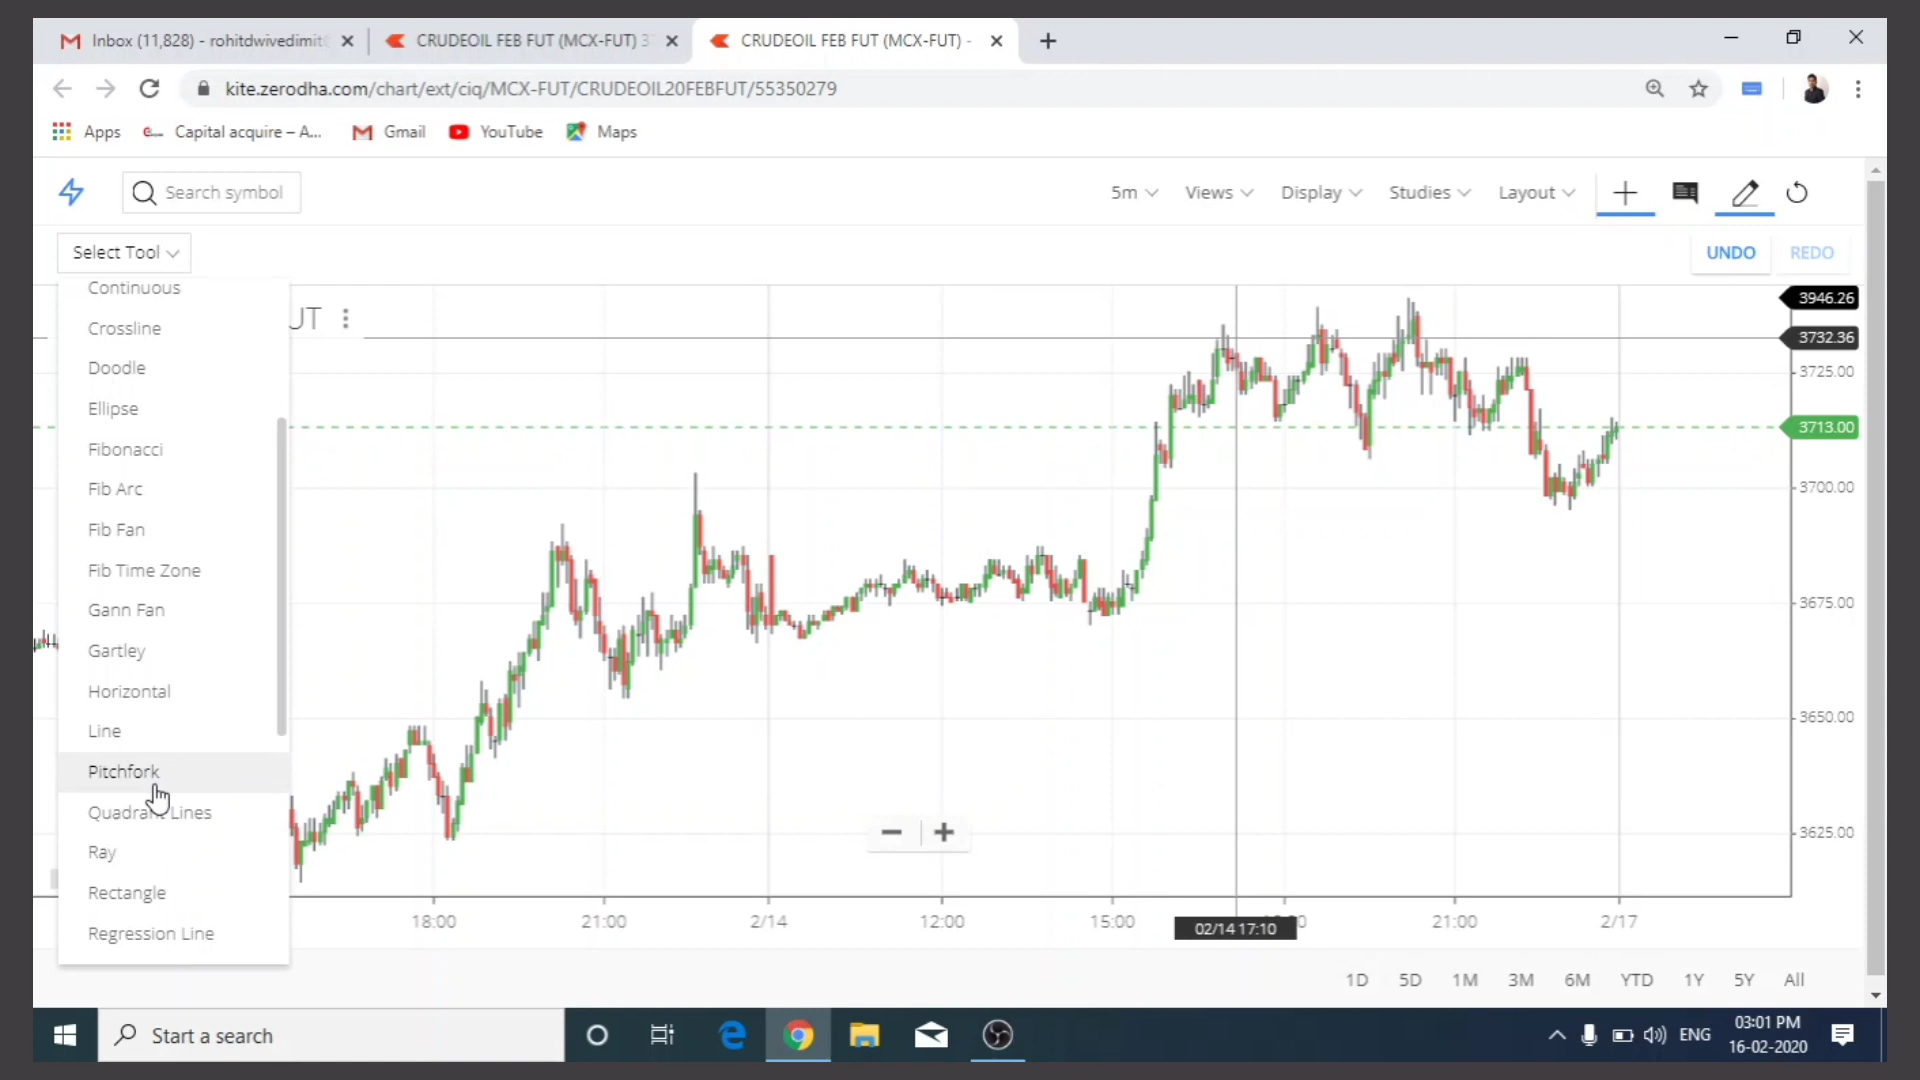 Inbox (11,828) - rohitdwivedimit
CRUDEOIL FEB FUT (MCX-FUT) 3
CRUDEOIL FEB FUT (MCX-FUT) -
kite.zerodha.com/chart/ext/ciq/MCX-FUT/CRUDEOIL20FEBFUT/55350279
Apps
Capital acquire – A...
Gmail
YouTube
Maps
Search symbol
5m
Views
Display
Studies
Layout
Select Tool
UNDO
REDO
Continuous
Crossline
Doodle
Ellipse
Fibonacci
Fib Arc
Fib Fan
Fib Time Zone
Gann Fan
Gartley
Horizontal
Line
Pitchfork
Quadrant Lines
Ray
Rectangle
Regression Line
UT
3946.26
3732.36
3725.00
3713.00
3700.00
3675.00
3650.00
3625.00
18:00
21:00
2/14
12:00
15:00
02/14 17:10
21:00
2/17
1D
5D
1M
3M
6M
YTD
1Y
5Y
All
Start a search
ENG
03:01 PM
16-02-2020